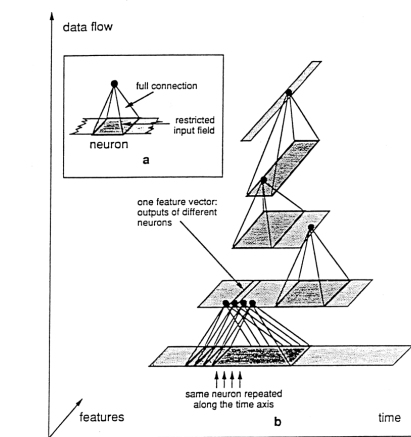 data flow
full connection
restricted
input field
neuron
a
one feature vector:
outputs of different
neurons
same neuron repeated
along the time axis
features
b
time